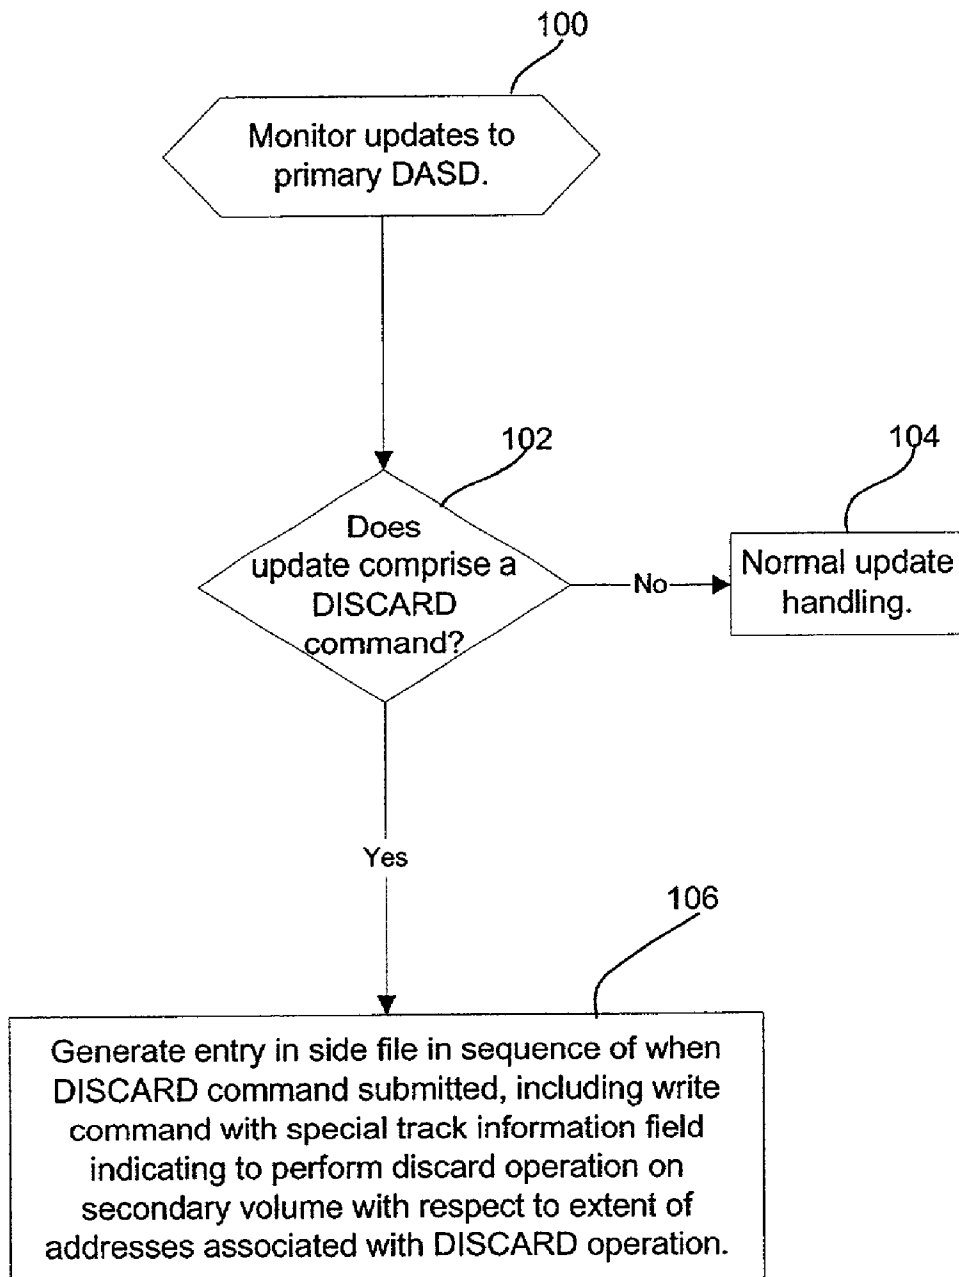 100
Monitor updates to
primary DASD.
102
104
Does
update comprise a
DISCARD
command?
No
Normal update
handling.
Yes
106
Generate entry in side file in sequence of when
DISCARD command submitted, including write
command with special track information field
indicating to perform discard operation on
secondary volume with respect to extent of
addresses associated with DISCARD operation.